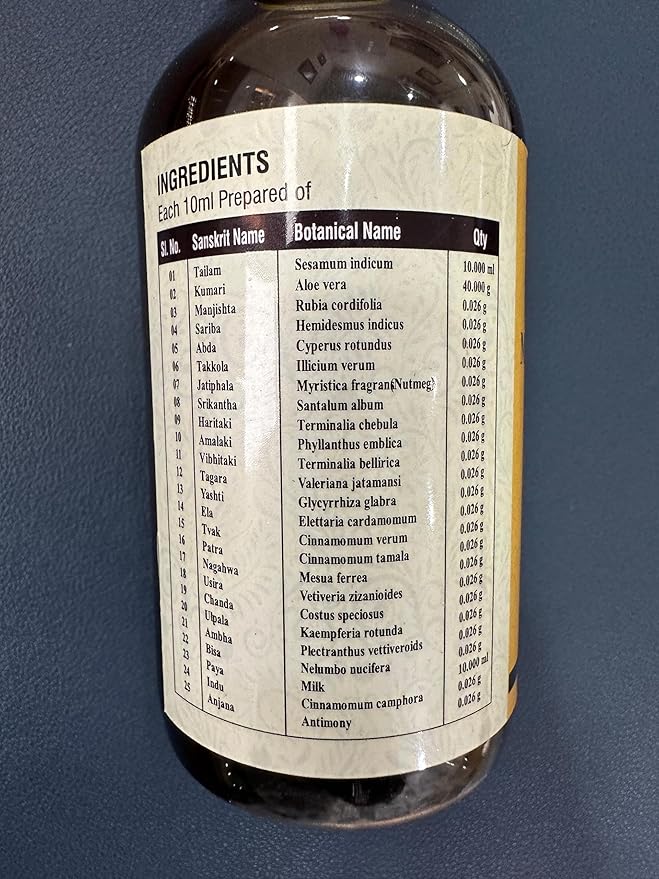 INGREDIENTS
Each 10ml Prepared of
Sl. No. Sanskrit Name Botanical Name Qty
01 Tailam Sesamum indicum 10.000 ml
02 Kumari Aloe vera 40.000 g
03 Manjishta Rubia cordifolia 0.026 g
04 Sariba Hemidesmus indicus 0.026 g
05 Abda Cyperus rotundus 0.026 g
06 Takkola Illicium verum 0.026 g
07 Jatiphala Myristica fragran(Nutmeg) 0.026 g
08 Srikantha Santalum album 0.026 g
09 Haritaki Terminalia chebula 0.026 g
10 Amalaki Phyllanthus emblica 0.026 g
11 Vibhitaki Terminalia bellirica 0.026 g
12 Tagara Valeriana jatamansi 0.026 g
13 Yashti Glycyrrhiza glabra 0.026 g
14 Ela Elettaria cardamomum 0.026 g
15 Tvak Cinnamomum verum 0.026 g
16 Patra Cinnamomum tamala 0.026 g
17 Nagahwa Mesua ferrea 0.026 g
18 Usira Vetiveria zizanioides 0.026 g
19 Chanda Costus speciosus 0.026 g
20 Ulpala Kaempferia rotunda 0.026 g
21 Ambha Plectranthus vettiveroids 0.026 g
22 Bisa Nelumbo nucifera 0.026 g
23 Paya Milk 10.000 ml
24 Indu Cinnamomum camphora 0.026 g
25 Anjana Antimony 0.026 g